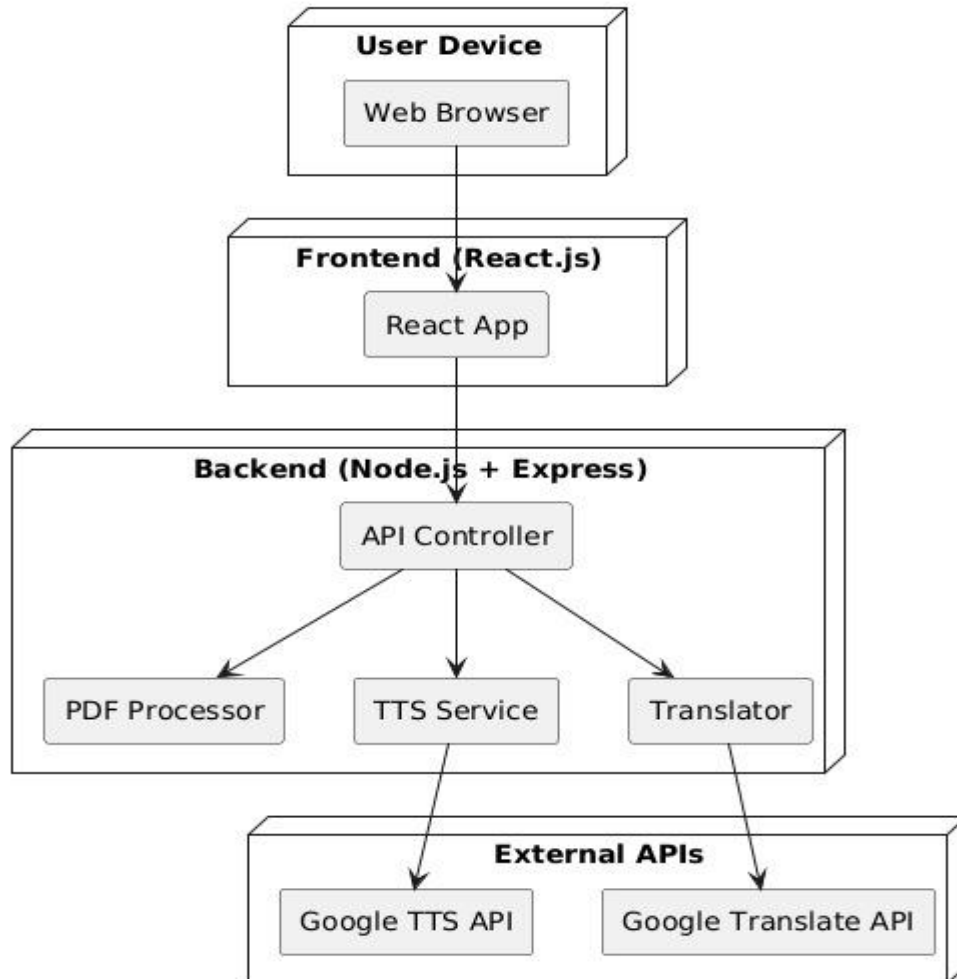 User Device
Web Browser
Frontend (React.js)
React App
Backend (Node.js + Express)
API Controller
PDF Processor
TTS Service
Translator
External APIs
Google TTS API
Google Translate API